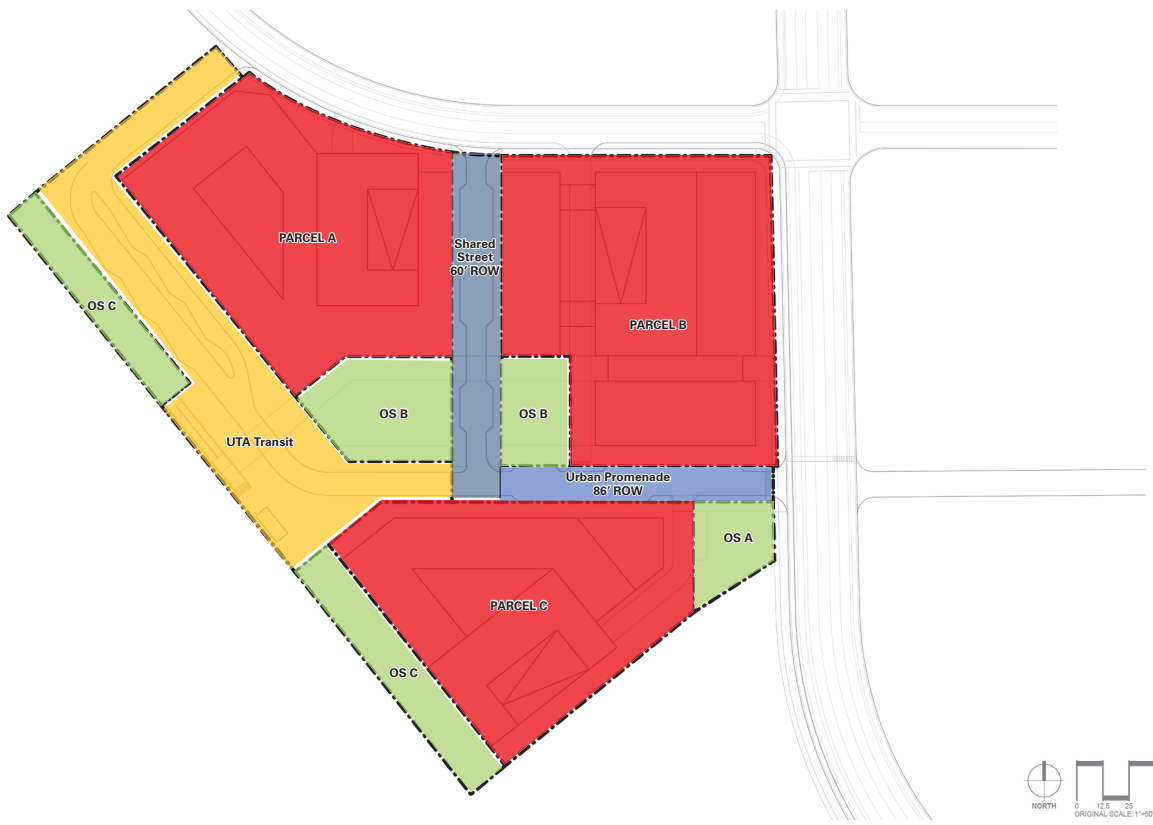 PARCEL A
Shared
Street
60' ROW
OS C
PARCEL B
OS B
OS B
UTA Transit
Urban Promenade
86' ROW
OS A
PARCEL C
OS C
NORTH
0 12.5 25
ORIGINAL SCALE: 1"=50'